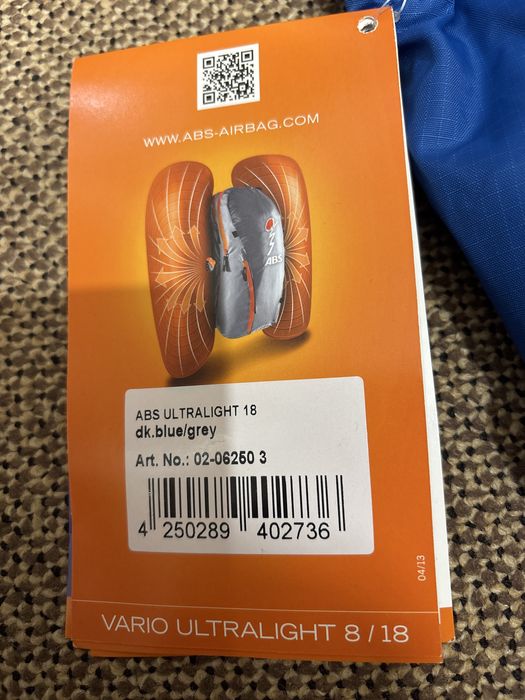 WWW.ABS-AIRBAG.COM
ABS
ABS ULTRALIGHT 18
dk.blue/grey
Art. No.: 02-06250 3
4 250289 402736
04/13
VARIO ULTRALIGHT 8 / 18